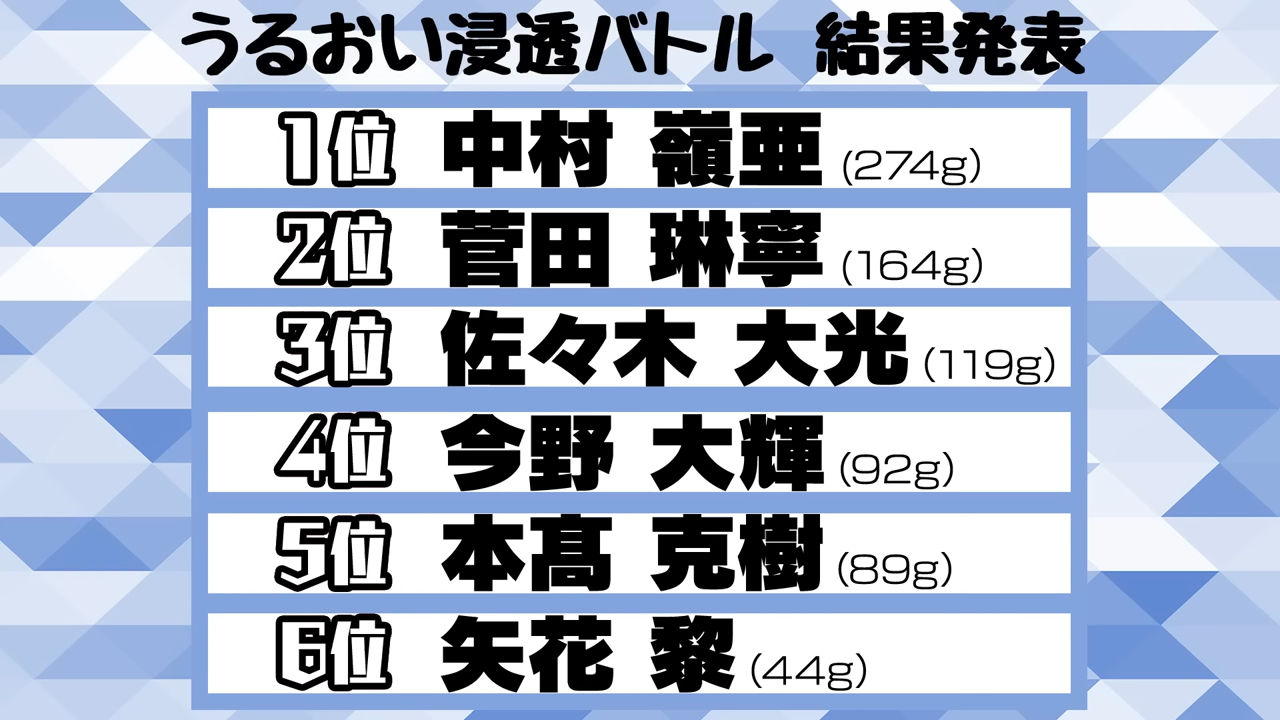 うるおい浸透バトル 結果発表
1位 中村 嶺亜 (274g)
2位 菅田 琳寧 (164g)
3位 佐々木 大光 (119g)
4位 今野 大輝 (92g)
5位 本髙 克樹 (89g)
6位 矢花 黎 (44g)